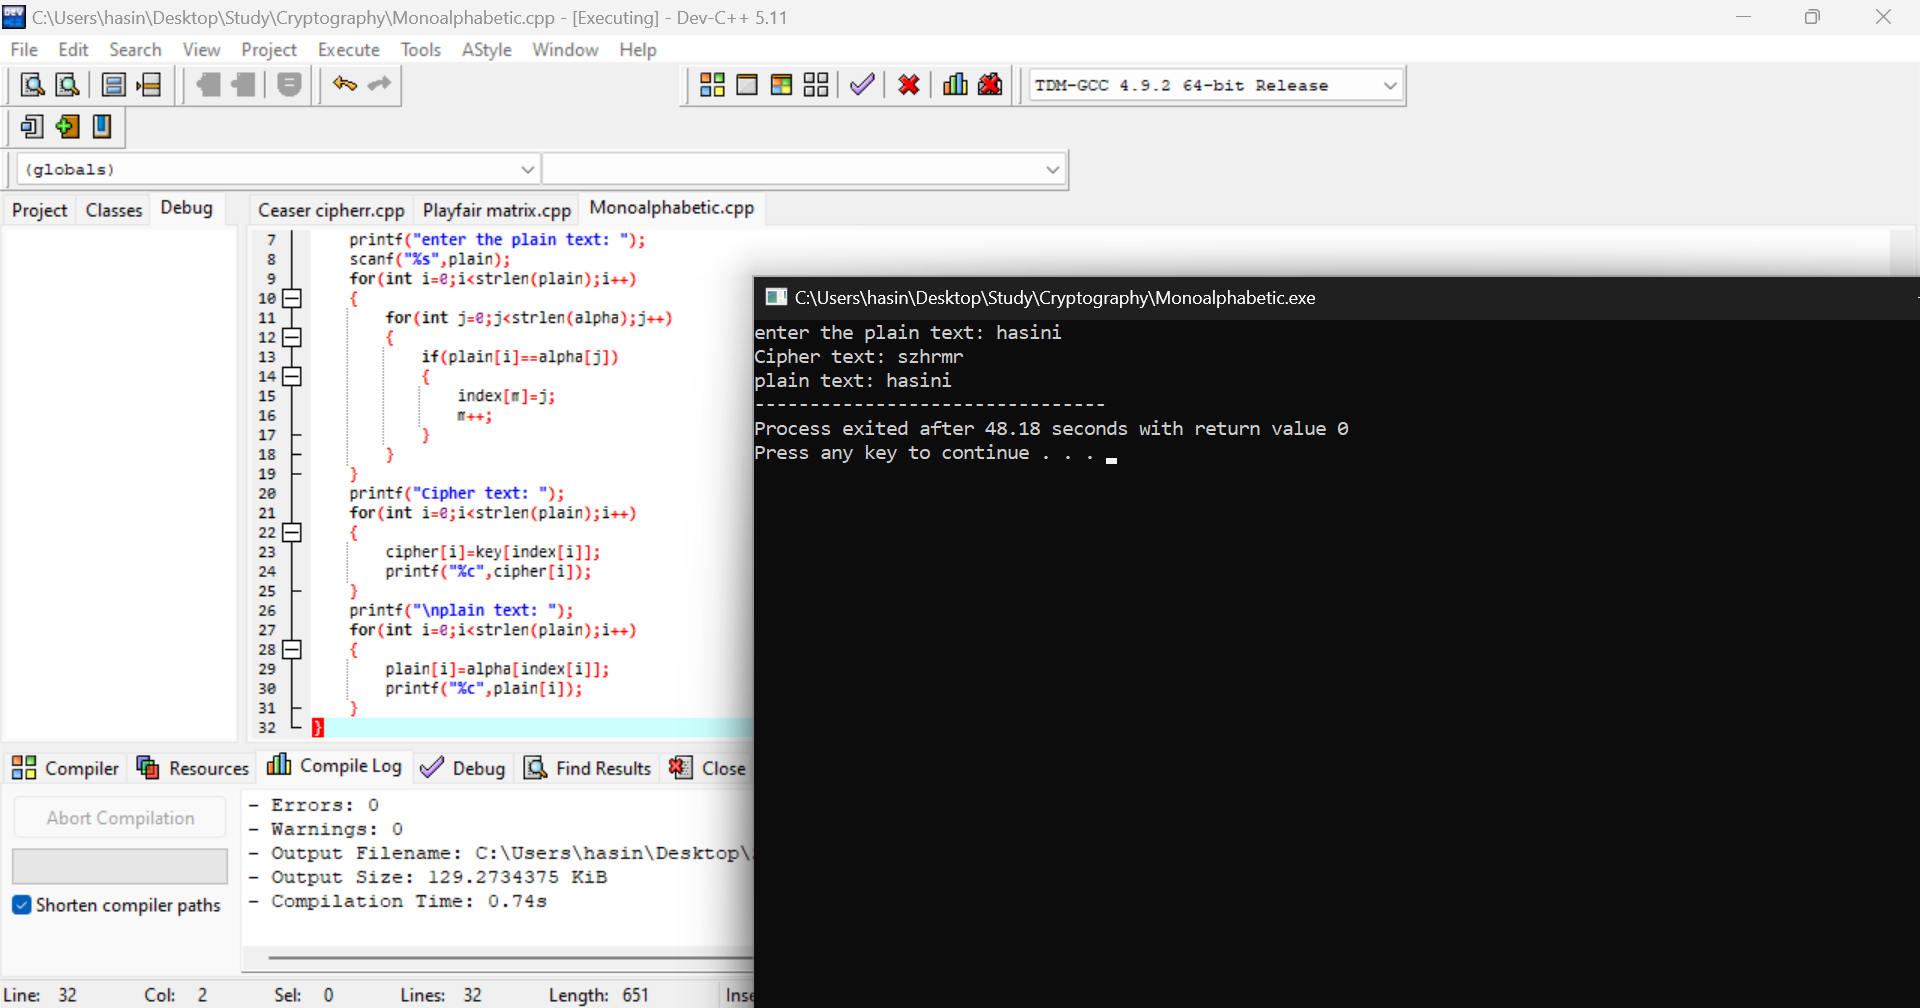 C:\Users\hasin\Desktop\Study\Cryptography\Monoalphabetic.cpp - [Executing] - Dev-C++ 5.11
File Edit Search View Project Execute Tools AStyle Window Help
TDM-GCC 4.9.2 64-bit Release
(globals)
Project Classes Debug
Ceaser cipherr.cpp Playfair matrix.cpp Monoalphabetic.cpp
7 printf("enter the plain text: ");
8 scanf("%s",plain);
9 for(int i=0;i<strlen(plain);i++)
10 {
11 for(int j=0;j<strlen(alpha);j++)
12 {
13 if(plain[i]==alpha[j])
14 {
15 index[m]=j;
16 m++;
17 }
18 }
19 }
20 printf("Cipher text: ");
21 for(int i=0;i<strlen(plain);i++)
22 {
23 cipher[i]=key[index[i]];
24 printf("%c",cipher[i]);
25 }
26 printf("\nplain text: ");
27 for(int i=0;i<strlen(plain);i++)
28 {
29 plain[i]=alpha[index[i]];
30 printf("%c",plain[i]);
31 }
32 }
C:\Users\hasin\Desktop\Study\Cryptography\Monoalphabetic.exe
enter the plain text: hasini
Cipher text: szhrmr
plain text: hasini
--------------------------------
Process exited after 48.18 seconds with return value 0
Press any key to continue . . .
Compiler Resources Compile Log Debug Find Results Close
Abort Compilation
Shorten compiler paths
- Errors: 0
- Warnings: 0
- Output Filename: C:\Users\hasin\Desktop\
- Output Size: 129.2734375 KiB
- Compilation Time: 0.74s
Line: 32 Col: 2 Sel: 0 Lines: 32 Length: 651 Inse